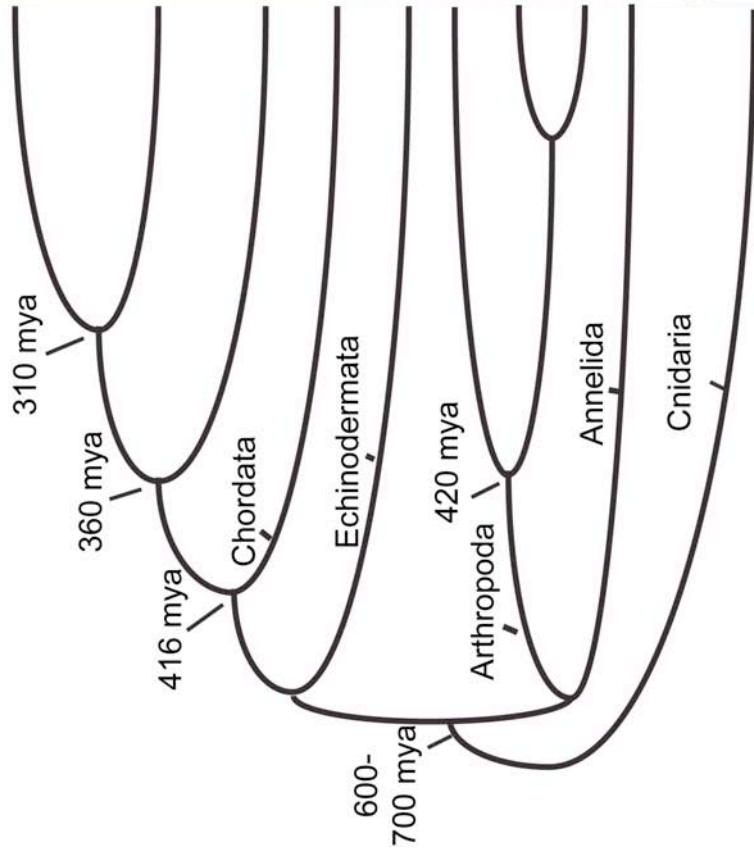 310 mya
360 mya
416 mya
Chordata
Echinodermata
420 mya
Arthropoda
Annelida
Cnidaria
600-
700 mya